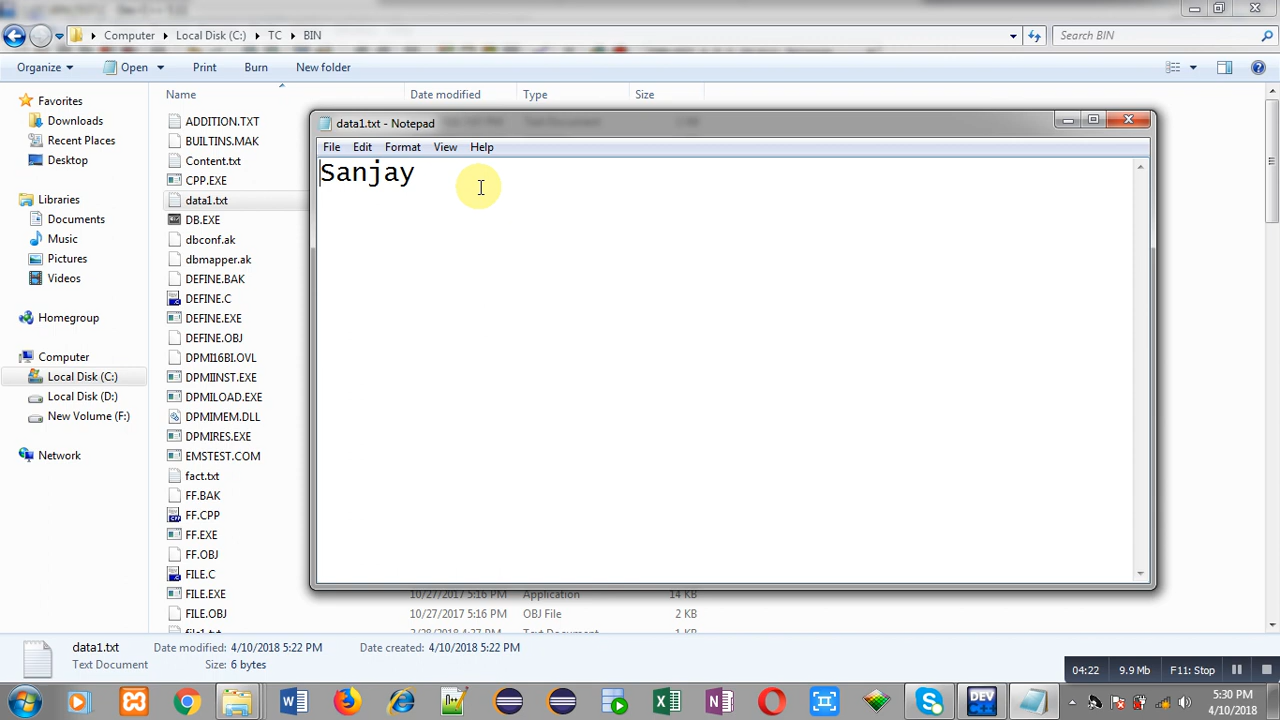 Computer Local Disk (C:) TC BIN
Search BIN
Organize Open Print Burn New folder
Name Date modified Type Size
Favorites
Downloads
Recent Places
Desktop
Libraries
Documents
Music
Pictures
Videos
Homegroup
Computer
Local Disk (C:)
Local Disk (D:)
New Volume (F:)
Network
ADDITION.TXT
BUILTINS.MAK
Content.txt
CPP.EXE
data1.txt
DB.EXE
dbconf.ak
dbmapper.ak
DEFINE.BAK
DEFINE.C
DEFINE.EXE
DEFINE.OBJ
DPMI16BI.OVL
DPMIINST.EXE
DPMILOAD.EXE
DPMIMEM.DLL
DPMIRES.EXE
EMSTEST.COM
fact.txt
FF.BAK
FF.CPP
FF.EXE
FF.OBJ
FILE.C
FILE.EXE 10/27/2017 5:16 PM Application 14 KB
FILE.OBJ 10/27/2017 5:16 PM OBJ File 2 KB
data1.txt - Notepad
File Edit Format View Help
Sanjay
data1.txt Date modified: 4/10/2018 5:22 PM Date created: 4/10/2018 5:22 PM
Text Document Size: 6 bytes
04:22 9.9 Mb F11: Stop
DEV
5:30 PM
4/10/2018